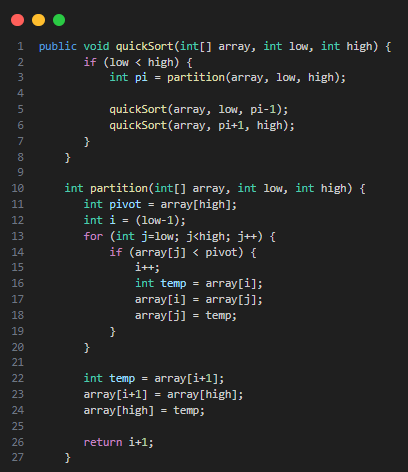 1 public void quickSort(int[] array, int low, int high) {
2 if (low < high) {
3 int pi = partition(array, low, high);
4
5 quickSort(array, low, pi-1);
6 quickSort(array, pi+1, high);
7 }
8 }
9
10 int partition(int[] array, int low, int high) {
11 int pivot = array[high];
12 int i = (low-1);
13 for (int j=low; j<high; j++) {
14 if (array[j] < pivot) {
15 i++;
16 int temp = array[i];
17 array[i] = array[j];
18 array[j] = temp;
19 }
20 }
21
22 int temp = array[i+1];
23 array[i+1] = array[high];
24 array[high] = temp;
25
26 return i+1;
27 }